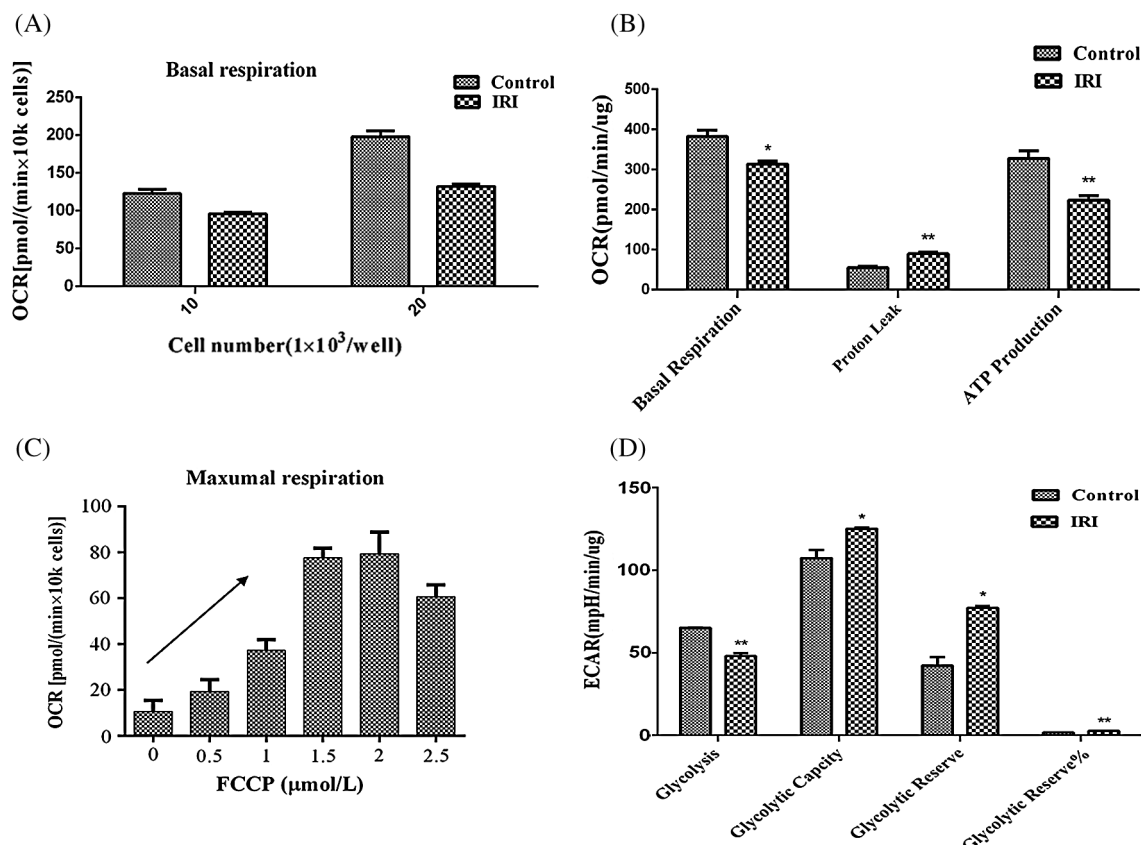 (A)
Basal respiration
Control
IRI
OCR[pmol/(min×10k cells)]
250
200
150
100
50
0
10
20
Cell number(1×10³/well)
(B)
Control
IRI
OCR(pmol/min/ug)
500
400
300
200
100
0
*
**
**
Basal Respiration
Proton Leak
ATP Production
(C)
Maxumal respiration
OCR [pmol/(min×10k cells)]
100
80
60
40
20
0
0 0.5 1 1.5 2 2.5
FCCP (μmol/L)
(D)
Control
IRI
ECAR(mpH/min/ug)
150
100
50
0
**
*
*
**
Glycolysis
Glycolytic Capcity
Glycolytic Reserve
Glycolytic Reserve%